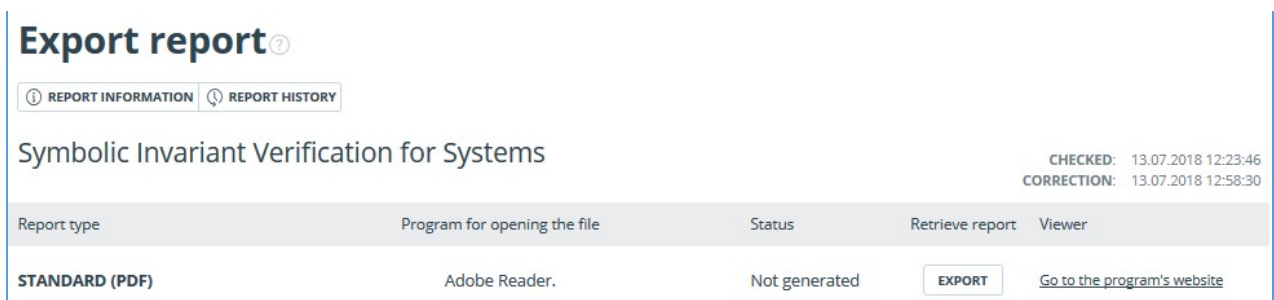 Export report ?
REPORT INFORMATION REPORT HISTORY
Symbolic Invariant Verification for Systems
CHECKED: 13.07.2018 12:23:46
CORRECTION: 13.07.2018 12:58:30
Report type Program for opening the file Status Retrieve report Viewer
STANDARD (PDF) Adobe Reader. Not generated EXPORT Go to the program's website